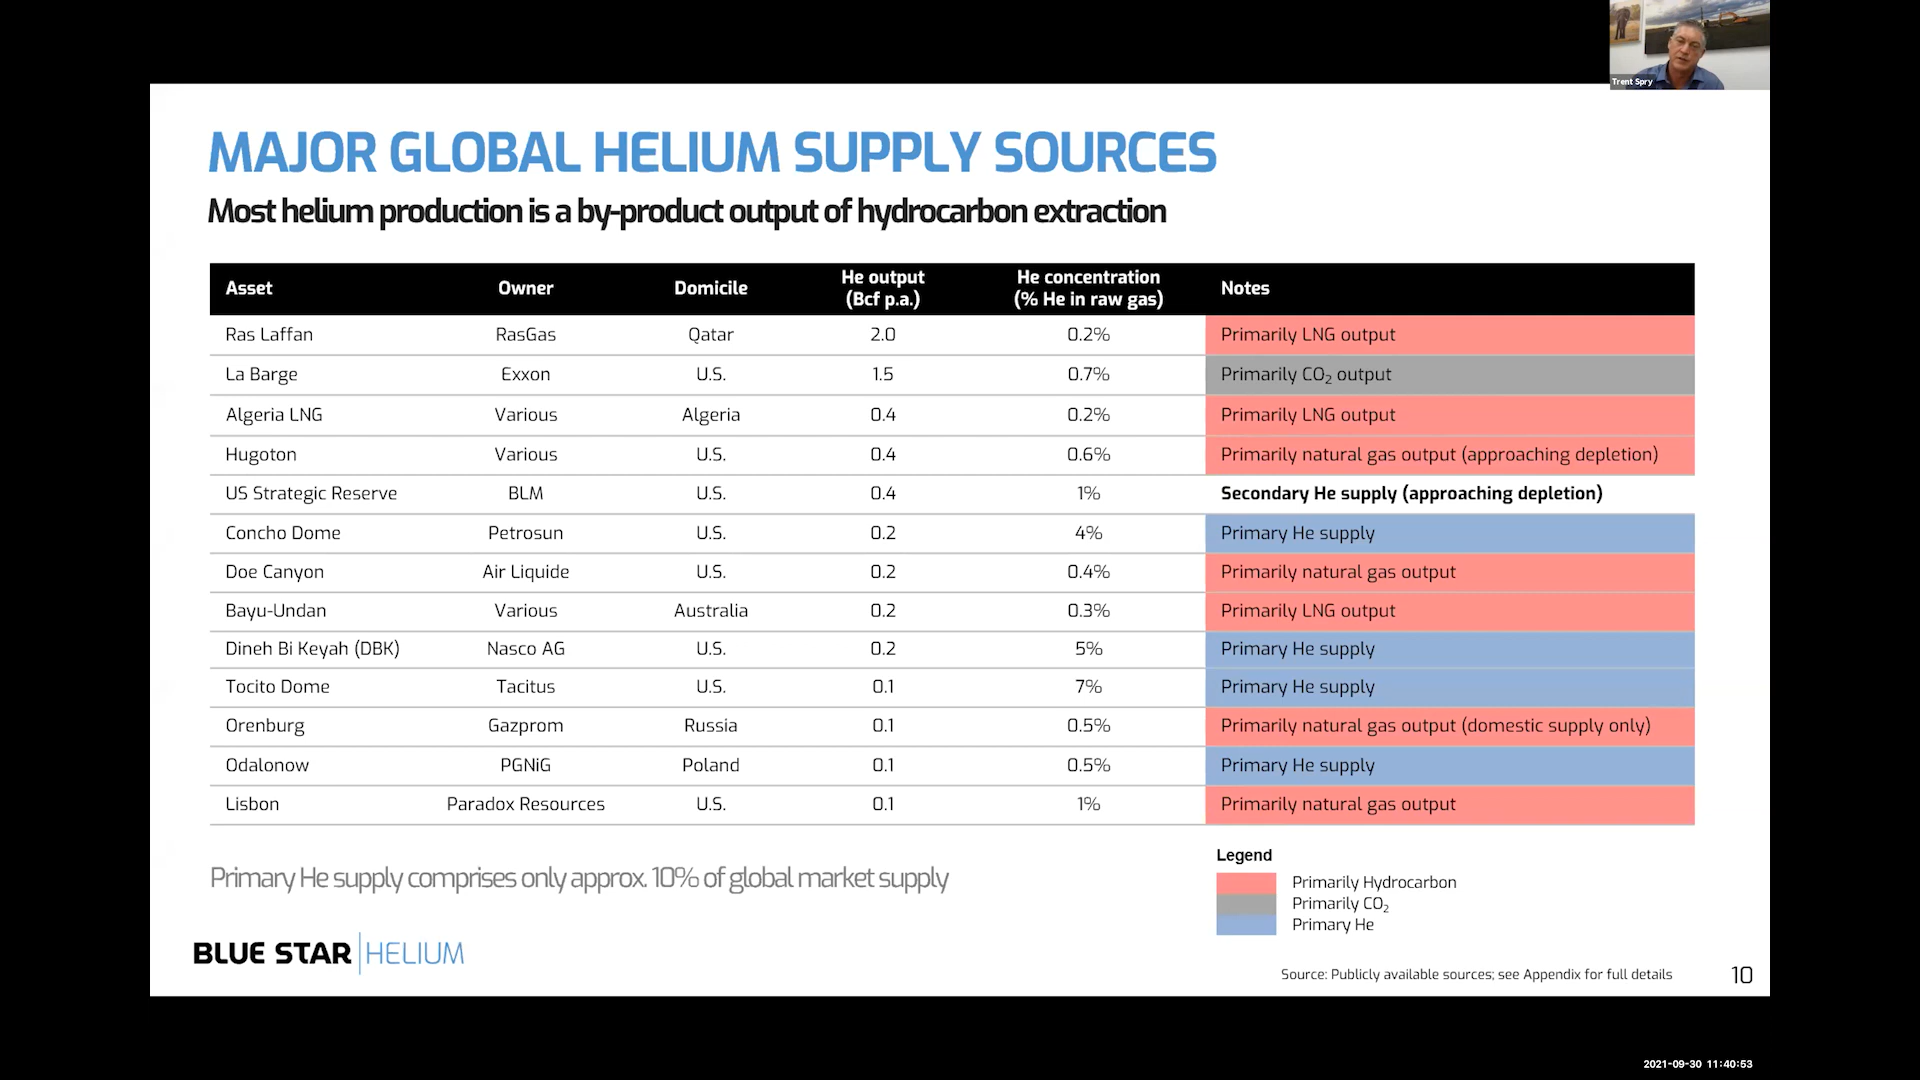 Trent Spry
MAJOR GLOBAL HELIUM SUPPLY SOURCES
Most helium production is a by-product output of hydrocarbon extraction
Asset Owner Domicile He output (Bcf p.a.) He concentration (% He in raw gas) Notes
Ras Laffan RasGas Qatar 2.0 0.2% Primarily LNG output
La Barge Exxon U.S. 1.5 0.7% Primarily CO₂ output
Algeria LNG Various Algeria 0.4 0.2% Primarily LNG output
Hugoton Various U.S. 0.4 0.6% Primarily natural gas output (approaching depletion)
US Strategic Reserve BLM U.S. 0.4 1% Secondary He supply (approaching depletion)
Concho Dome Petrosun U.S. 0.2 4% Primary He supply
Doe Canyon Air Liquide U.S. 0.2 0.4% Primarily natural gas output
Bayu-Undan Various Australia 0.2 0.3% Primarily LNG output
Dineh Bi Keyah (DBK) Nasco AG U.S. 0.2 5% Primary He supply
Tocito Dome Tacitus U.S. 0.1 7% Primary He supply
Orenburg Gazprom Russia 0.1 0.5% Primarily natural gas output (domestic supply only)
Odalonow PGNiG Poland 0.1 0.5% Primary He supply
Lisbon Paradox Resources U.S. 0.1 1% Primarily natural gas output
Primary He supply comprises only approx. 10% of global market supply
Legend
Primarily Hydrocarbon
Primarily CO₂
Primary He
BLUE STAR HELIUM
Source: Publicly available sources; see Appendix for full details
10
2021-09-30 11:40:53